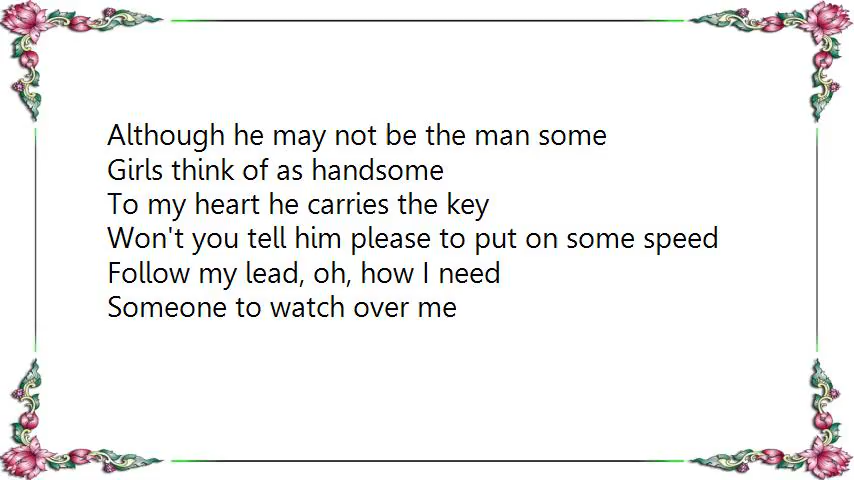 Although he may not be the man some
Girls think of as handsome
To my heart he carries the key
Won't you tell him please to put on some speed
Follow my lead, oh, how I need
Someone to watch over me